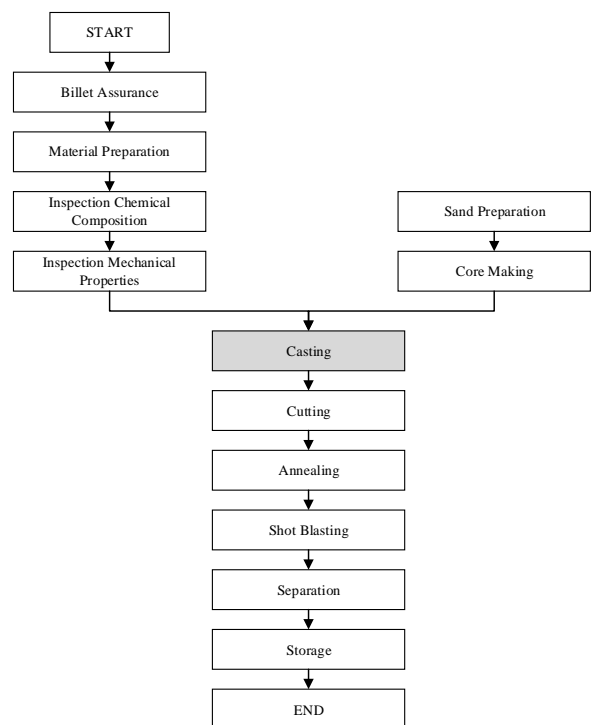 START
Billet Assurance
Material Preparation
Inspection Chemical
Composition
Sand Preparation
Inspection Mechanical
Properties
Core Making
Casting
Cutting
Annealing
Shot Blasting
Separation
Storage
END